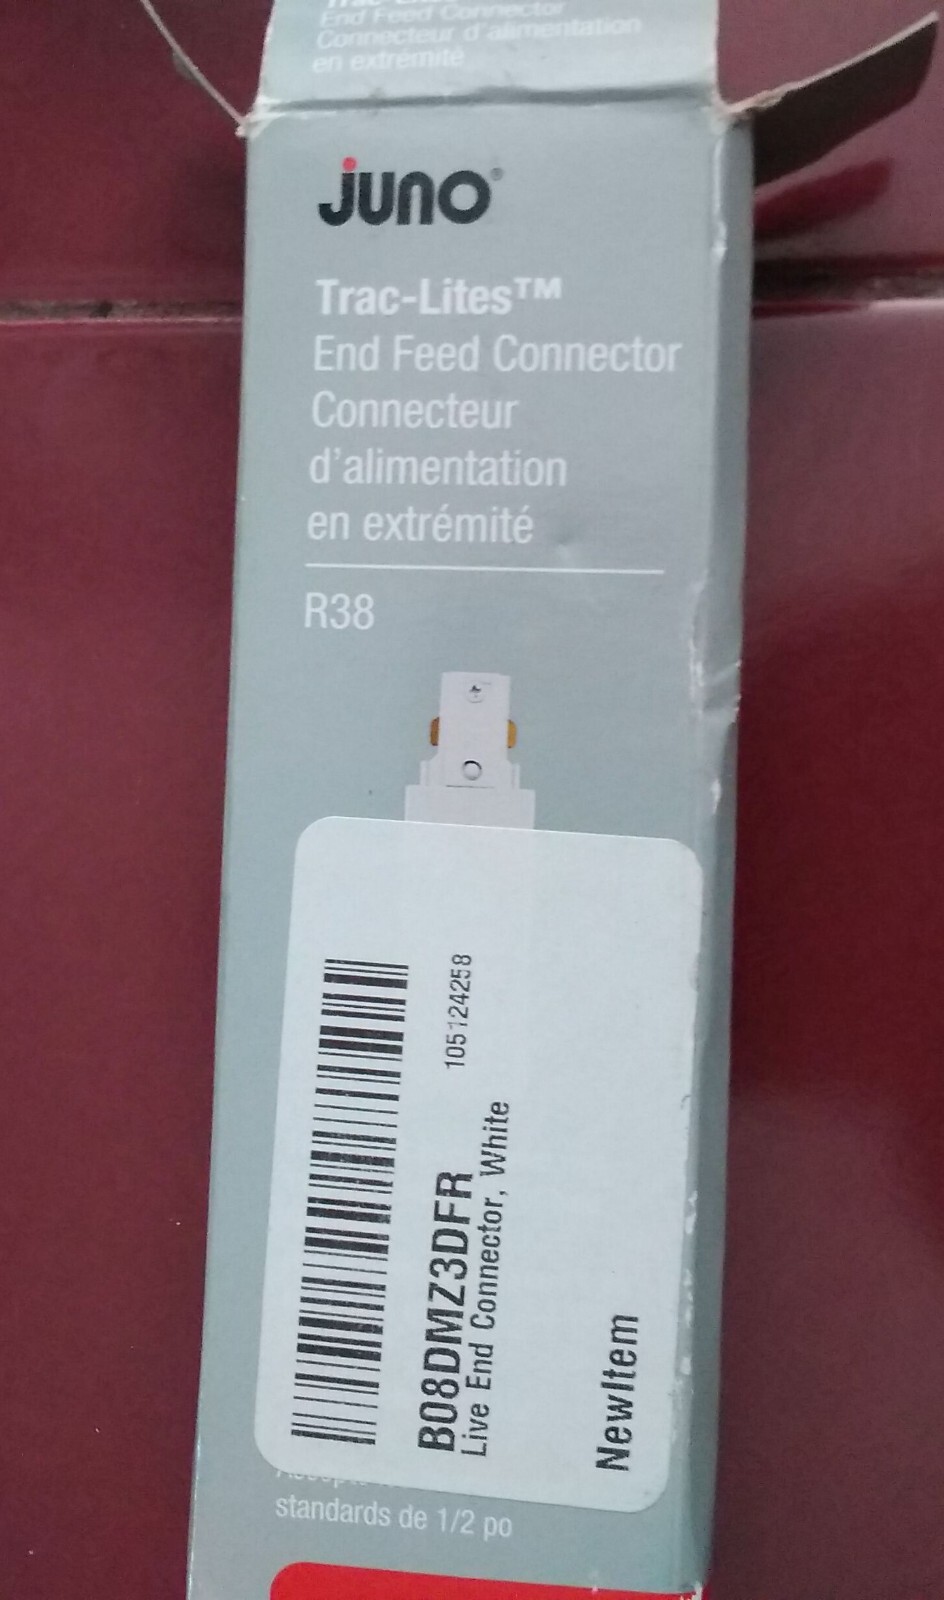 End Feed Connector
Connecteur d'alimentation
en extrémité
juno®
Trac-Lites™
End Feed Connector
Connecteur
d'alimentation
en extrémité
R38
105124258
B08DMZ3DFR
Live End Connector, White
NewItem
standards de 1/2 po